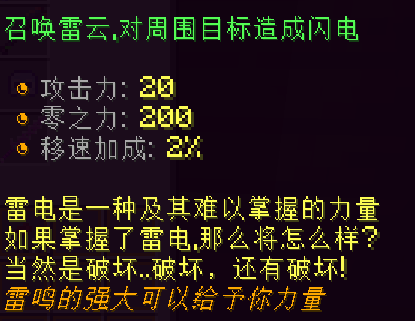 召唤雷云,对周围目标造成闪电
攻击力: 20
零之力: 200
移速加成: 2%
雷电是一种及其难以掌握的力量
如果掌握了雷电,那么将怎么样?
当然是破坏..破坏，还有破坏!
雷鸣的强大可以给予你力量